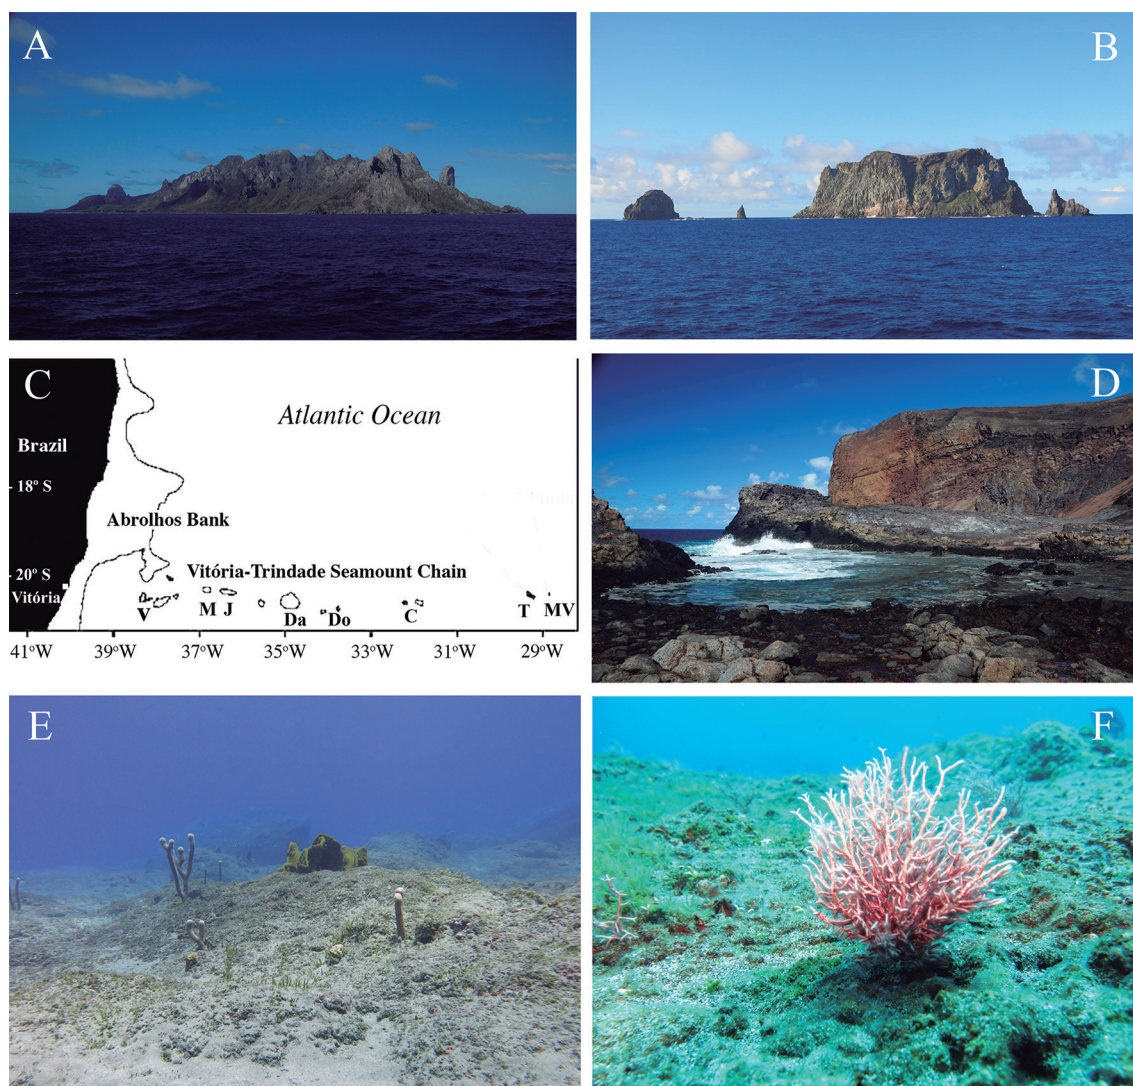 A
B
C
Atlantic Ocean
Brazil
18º S
Abrolhos Bank
20º S
Vitória-Trindade Seamount Chain
Vitória
V
M
J
Da
Do
C
T
MV
41ºW
39ºW
37ºW
35ºW
33ºW
31ºW
29ºW
D
E
F